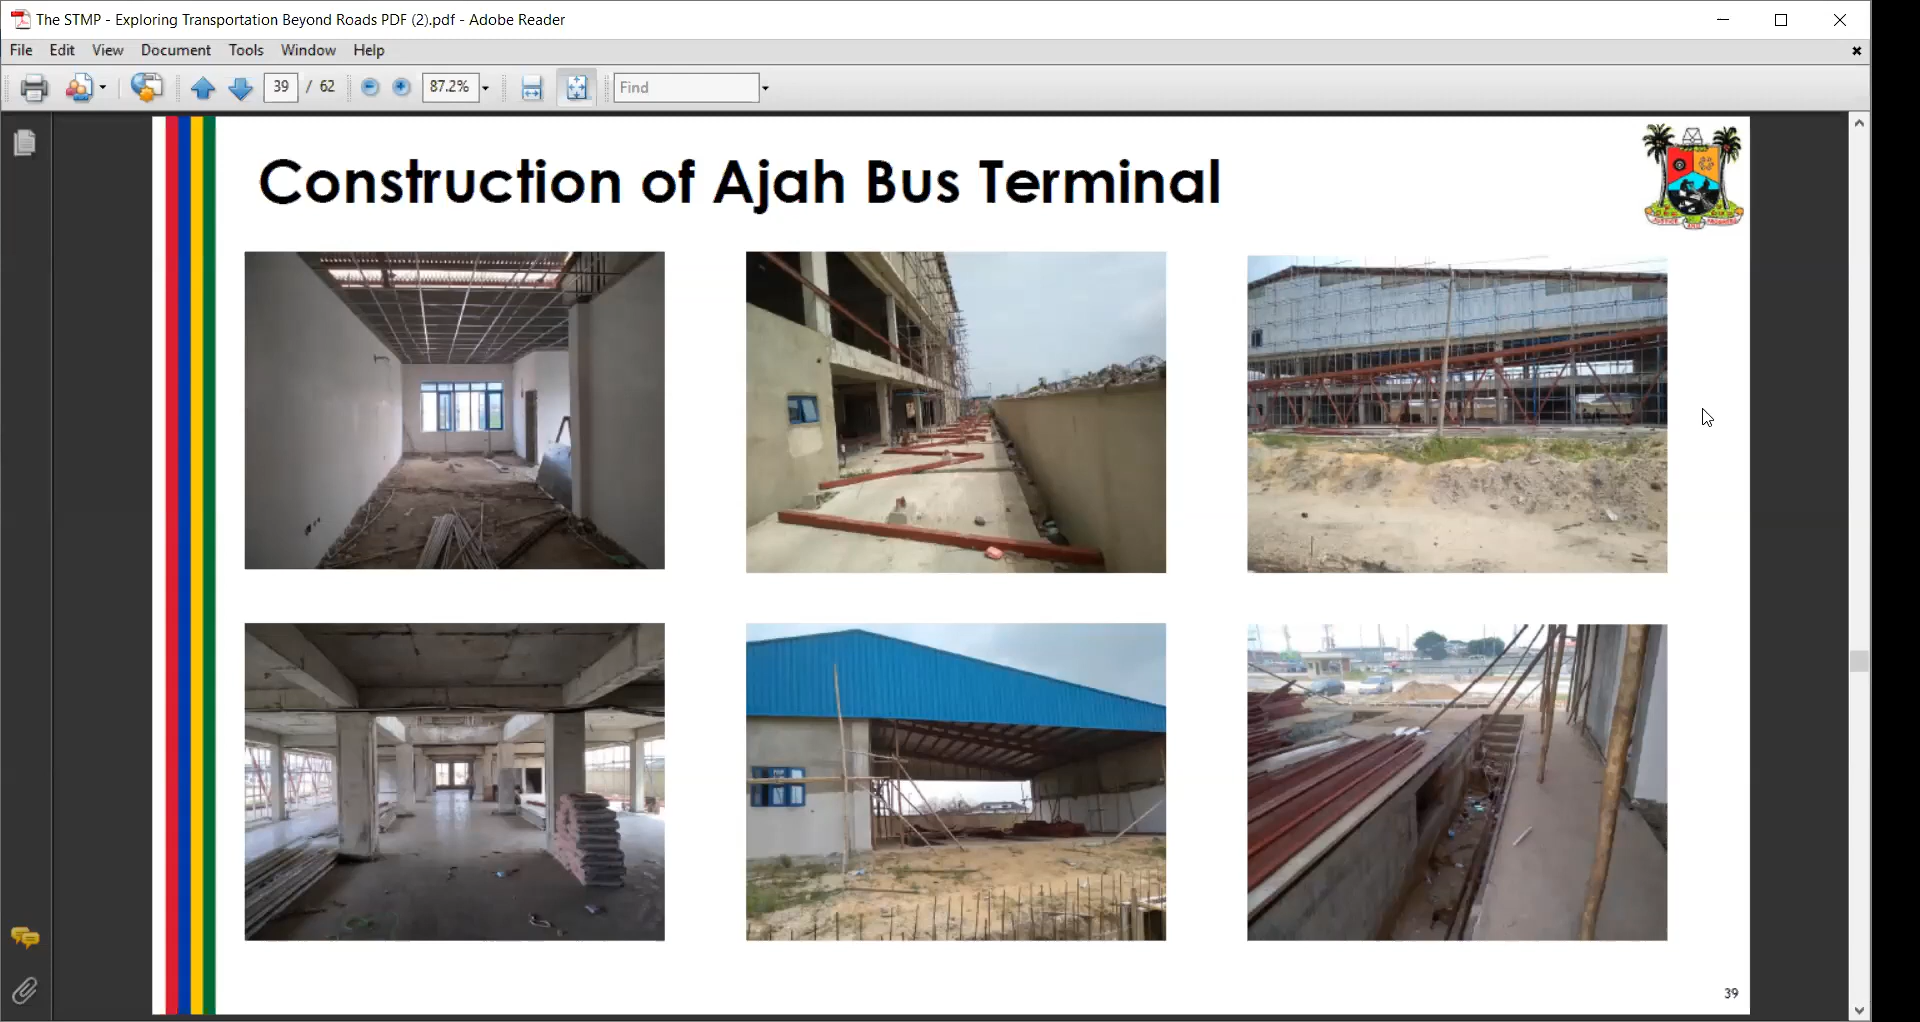 The STMP - Exploring Transportation Beyond Roads PDF (2).pdf - Adobe Reader
File Edit View Document Tools Window Help
39 / 62 87.2% Find
Construction of Ajah Bus Terminal
39